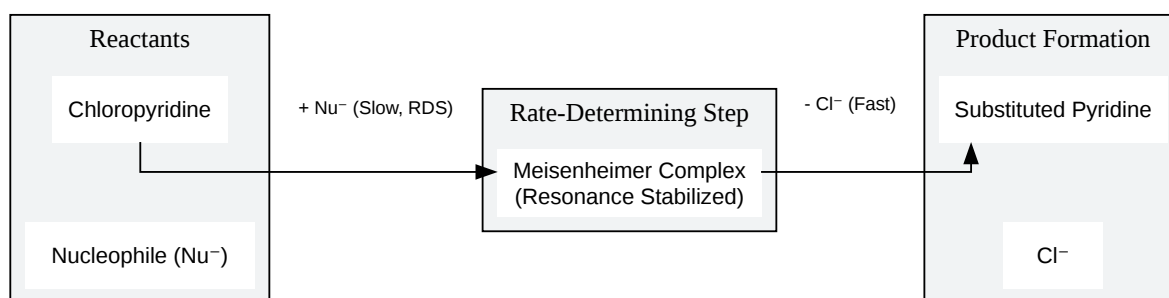 Reactants
Chloropyridine
Nucleophile (Nu⁻)
+ Nu⁻ (Slow, RDS)
Rate-Determining Step
Meisenheimer Complex
(Resonance Stabilized)
- Cl⁻ (Fast)
Product Formation
Substituted Pyridine
Cl⁻